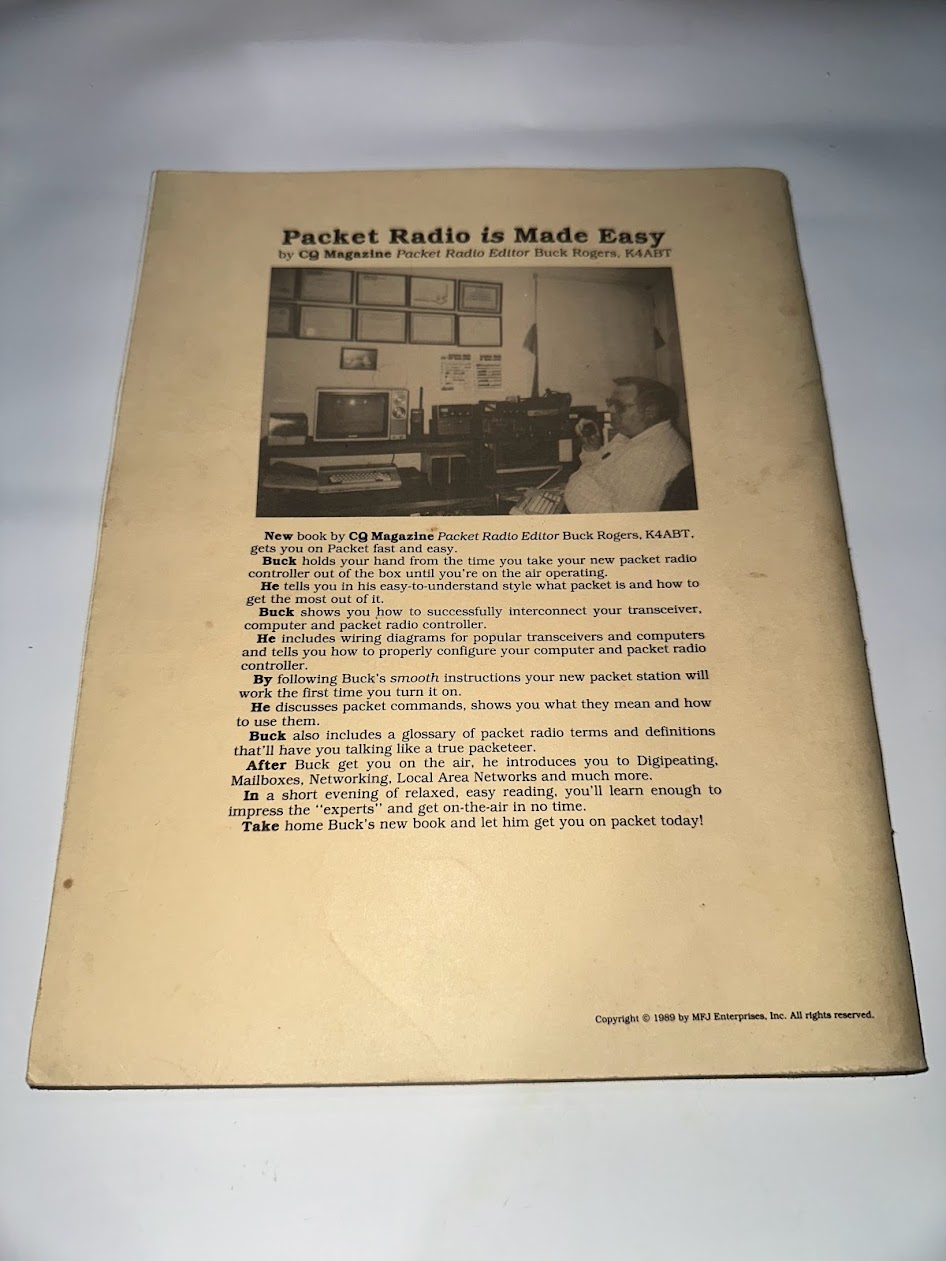 Packet Radio is Made Easy
by CQ Magazine Packet Radio Editor Buck Rogers, K4ABT
New book by CQ Magazine Packet Radio Editor Buck Rogers, K4ABT,
gets you on Packet fast and easy.
Buck holds your hand from the time you take your new packet radio
controller out of the box until you're on the air operating.
He tells you in his easy-to-understand style what packet is and how to
get the most out of it.
Buck shows you how to successfully interconnect your transceiver,
computer and packet radio controller.
He includes wiring diagrams for popular transceivers and computers
and tells you how to properly configure your computer and packet radio
controller.
By following Buck's smooth instructions your new packet station will
work the first time you turn it on.
He discusses packet commands, shows you what they mean and how
to use them.
Buck also includes a glossary of packet radio terms and definitions
that'll have you talking like a true packeteer.
After Buck get you on the air, he introduces you to Digipeating,
Mailboxes, Networking, Local Area Networks and much more.
In a short evening of relaxed, easy reading, you'll learn enough to
impress the "experts" and get on-the-air in no time.
Take home Buck's new book and let him get you on packet today!
Copyright © 1989 by MFJ Enterprises, Inc. All rights reserved.